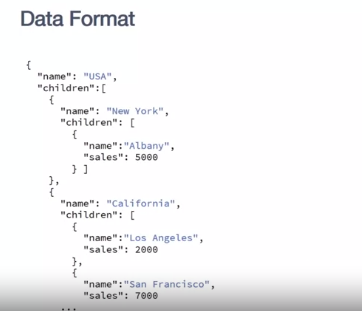 Data Format
{
"name": "USA",
"children":[
{
"name": "New York",
"children": [
{
"name":"Albany",
"sales": 5000
} ]
},
{
"name": "California",
"children": [
{
"name":"Los Angeles",
"sales": 2000
},
{
"name":"San Francisco",
"sales": 7000
...